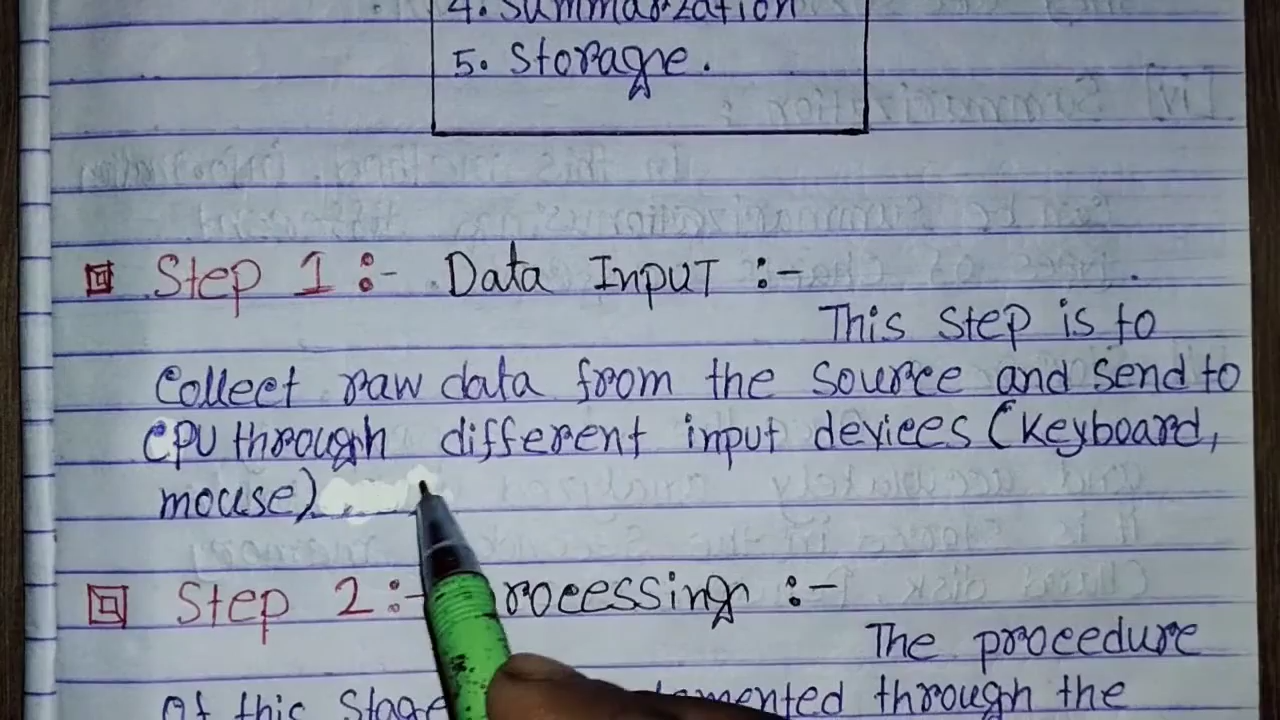 4. Summarization
5. Storage.
Step 1 :- Data Input :-
This step is to
collect raw data from the source and send to
CPU through different input devices (Keyboard,
mouse)
Step 2 :- rocessing :-
The procedure
Of this stage mented through the